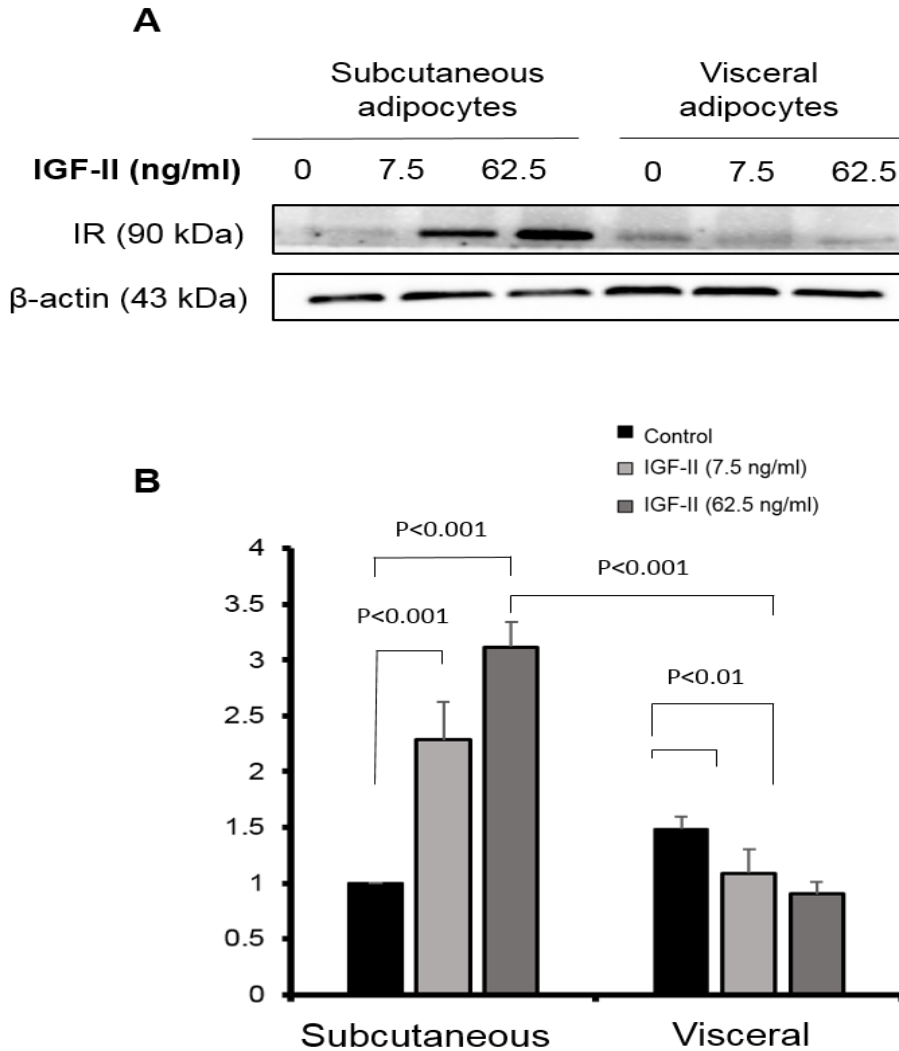 A
Subcutaneous adipocytes
Visceral adipocytes
IGF-II (ng/ml) 0 7.5 62.5 0 7.5 62.5
IR (90 kDa)
β-actin (43 kDa)
B
Control
IGF-II (7.5 ng/ml)
IGF-II (62.5 ng/ml)
P<0.001
P<0.001
P<0.001
P<0.01
4
3.5
3
2.5
2
1.5
1
0.5
0
Subcutaneous
Visceral